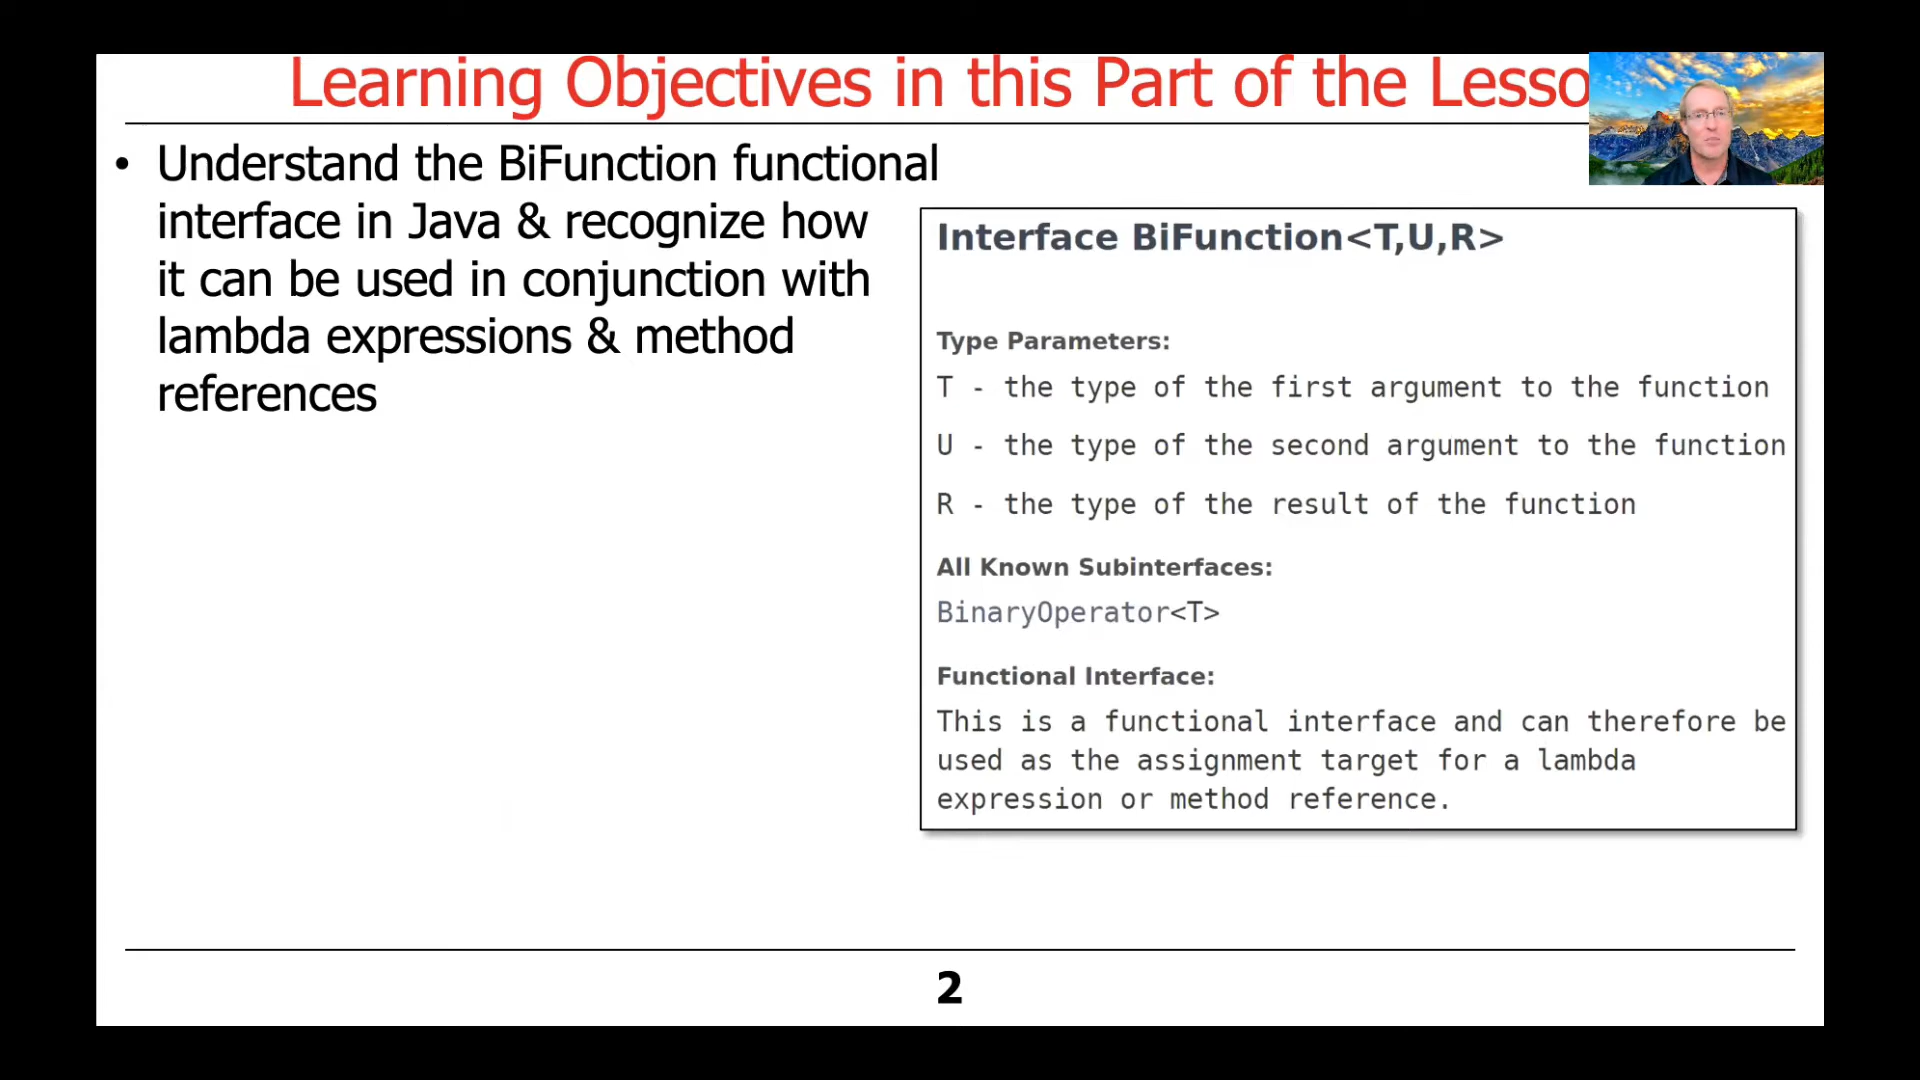 Learning Objectives in this Part of the Lesso
• Understand the BiFunction functional
interface in Java & recognize how
it can be used in conjunction with
lambda expressions & method
references
Interface BiFunction<T,U,R>
Type Parameters:
T - the type of the first argument to the function
U - the type of the second argument to the function
R - the type of the result of the function
All Known Subinterfaces:
BinaryOperator<T>
Functional Interface:
This is a functional interface and can therefore be
used as the assignment target for a lambda
expression or method reference.
2